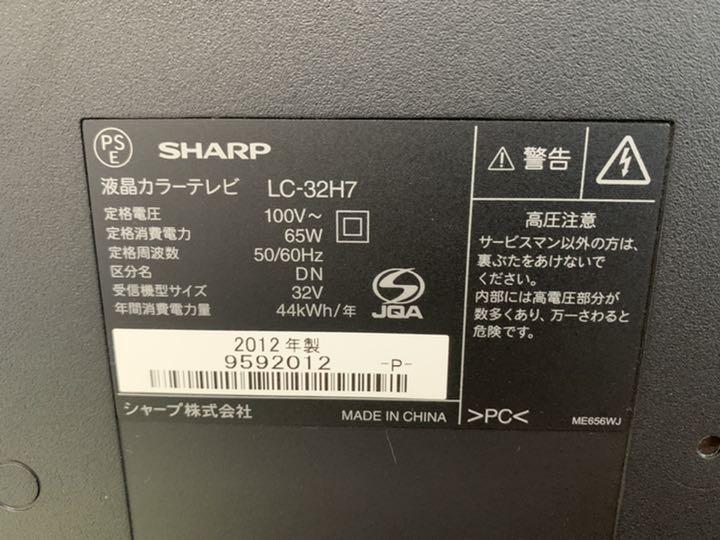 PS
E
SHARP
液晶カラーテレビ LC-32H7
定格電圧 100V～
定格消費電力 65W
定格周波数 50/60Hz
区分名 DN
受信機型サイズ 32V
年間消費電力量 44kWh/年
JQA
2012年製
9592012 -P-
シャープ株式会社 MADE IN CHINA
警告
高圧注意
サービスマン以外の方は、
裏ぶたをあけないで
ください。
内部には高電圧部分が
数多くあり、万一さわると
危険です。
>PC<
ME656WJ